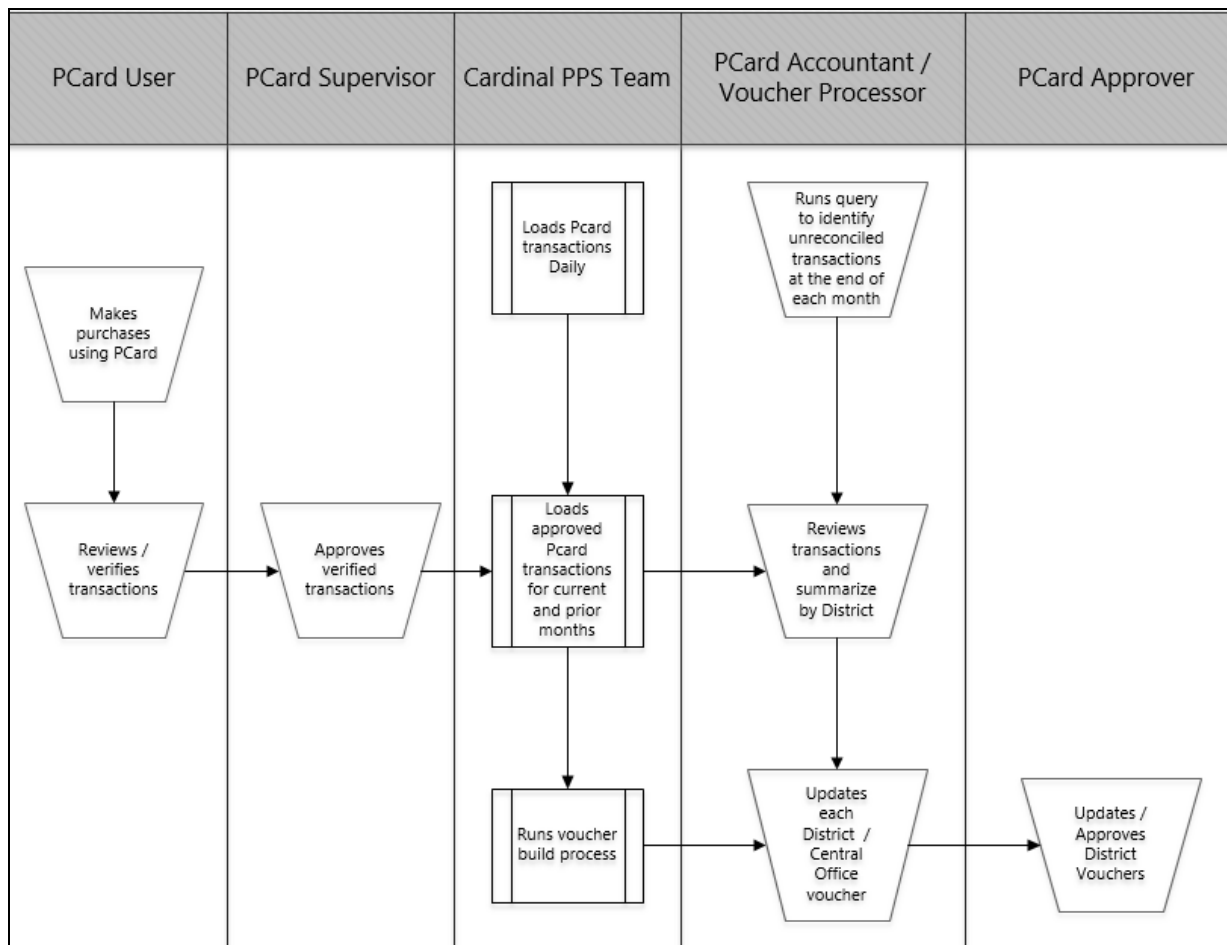 PCard User
PCard Supervisor
Cardinal PPS Team
PCard Accountant /
Voucher Processor
PCard Approver
Makes
purchases
using PCard
Reviews /
verifies
transactions
Approves
verified
transactions
Loads Pcard
transactions
Daily
Loads
approved
Pcard
transactions
for current
and prior
months
Runs voucher
build process
Runs query
to identify
unreconciled
transactions
at the end of
each month
Reviews
transactions
and
summarize
by District
Updates
each
District /
Central
Office
voucher
Updates /
Approves
District
Vouchers